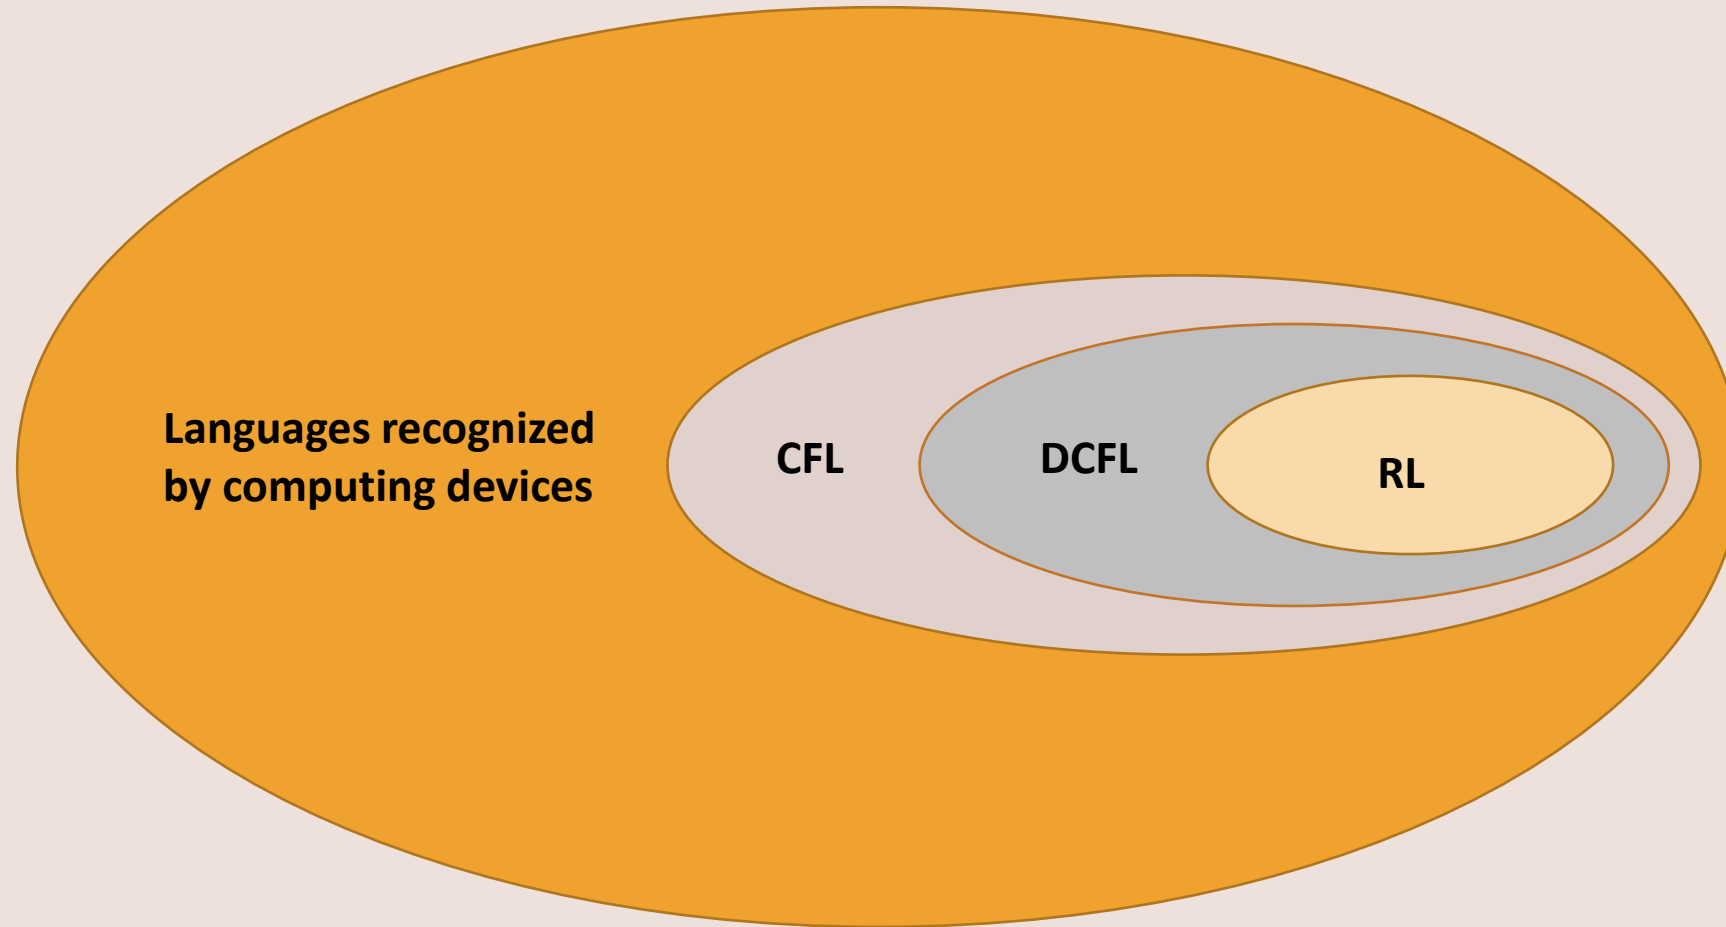 Languages recognized
by computing devices
CFL
DCFL
RL